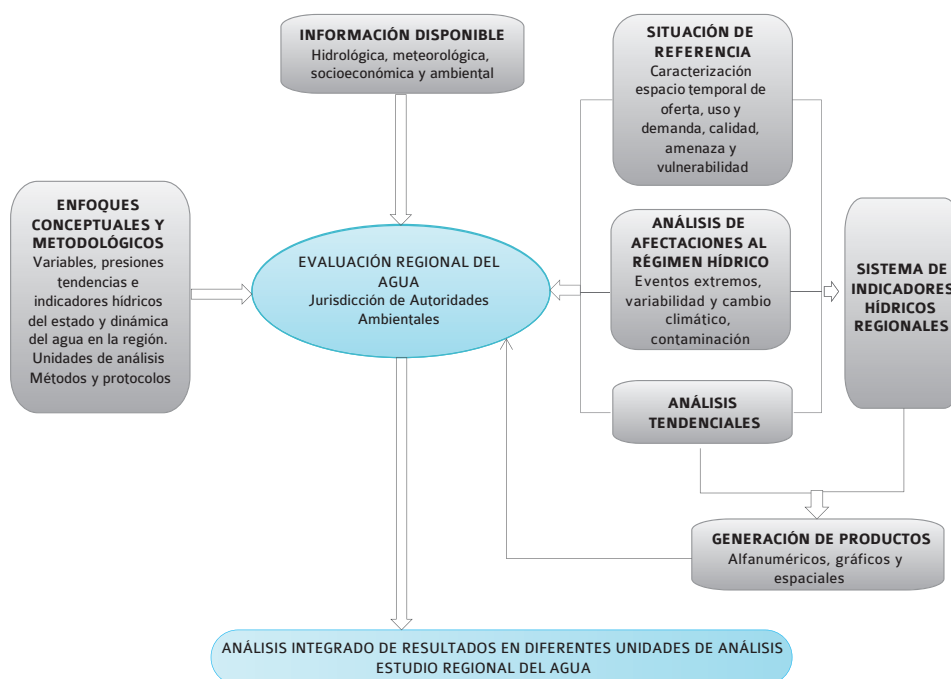 INFORMACIÓN DISPONIBLE
Hidrológica, meteorológica,
socioeconómica y ambiental
SITUACIÓN DE
REFERENCIA
Caracterización
espacio temporal de
oferta, uso y
demanda, calidad,
amenaza y
vulnerabilidad
ENFOQUES
CONCEPTUALES Y
METODOLÓGICOS
Variables, presiones
tendencias e
indicadores hídricos
del estado y dinámica
del agua en la región.
Unidades de análisis
Métodos y protocolos
EVALUACIÓN REGIONAL DEL
AGUA
Jurisdicción de Autoridades
Ambientales
ANÁLISIS DE
AFECTACIONES AL
RÉGIMEN HÍDRICO
Eventos extremos,
variabilidad y cambio
climático,
contaminación
SISTEMA DE
INDICADORES
HÍDRICOS
REGIONALES
ANÁLISIS
TENDENCIALES
GENERACIÓN DE PRODUCTOS
Alfanuméricos, gráficos y
espaciales
ANÁLISIS INTEGRADO DE RESULTADOS EN DIFERENTES UNIDADES DE ANÁLISIS
ESTUDIO REGIONAL DEL AGUA